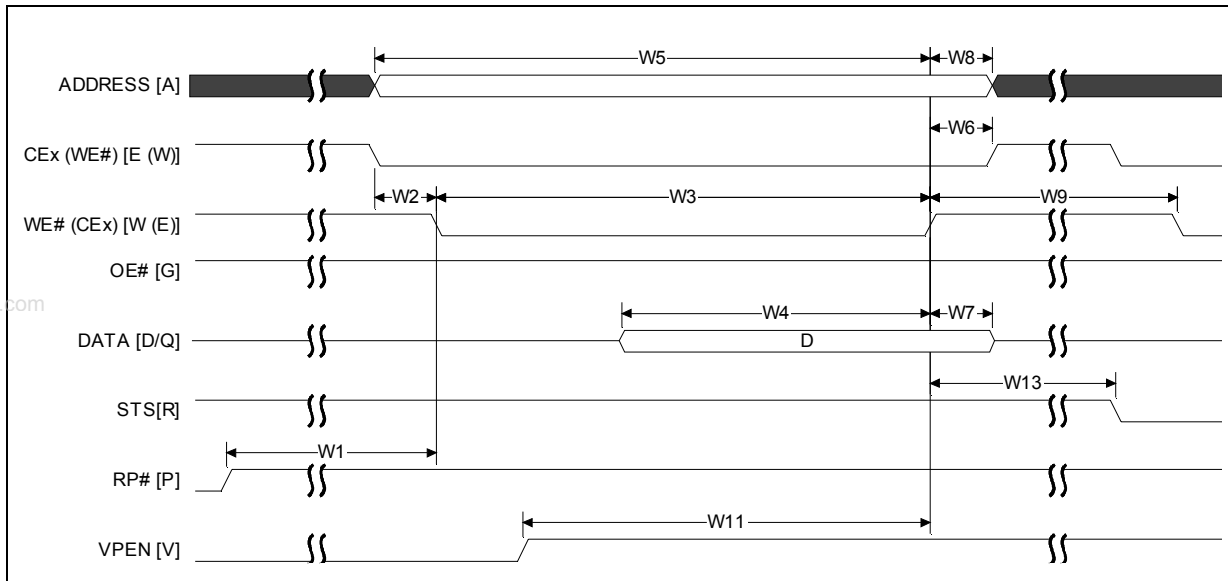 W5
W8
ADDRESS [A]
W6
CEx (WE#) [E (W)]
W2
W3
W9
WE# (CEx) [W (E)]
OE# [G]
.com
W4
W7
DATA [D/Q]
D
W13
STS[R]
W1
RP# [P]
W11
VPEN [V]